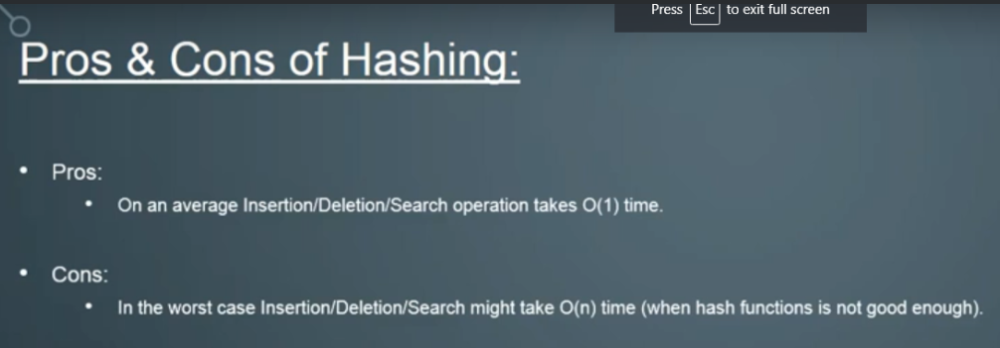 Press Esc to exit full screen
Pros & Cons of Hashing:
• Pros:
• On an average Insertion/Deletion/Search operation takes O(1) time.
• Cons:
• In the worst case Insertion/Deletion/Search might take O(n) time (when hash functions is not good enough).